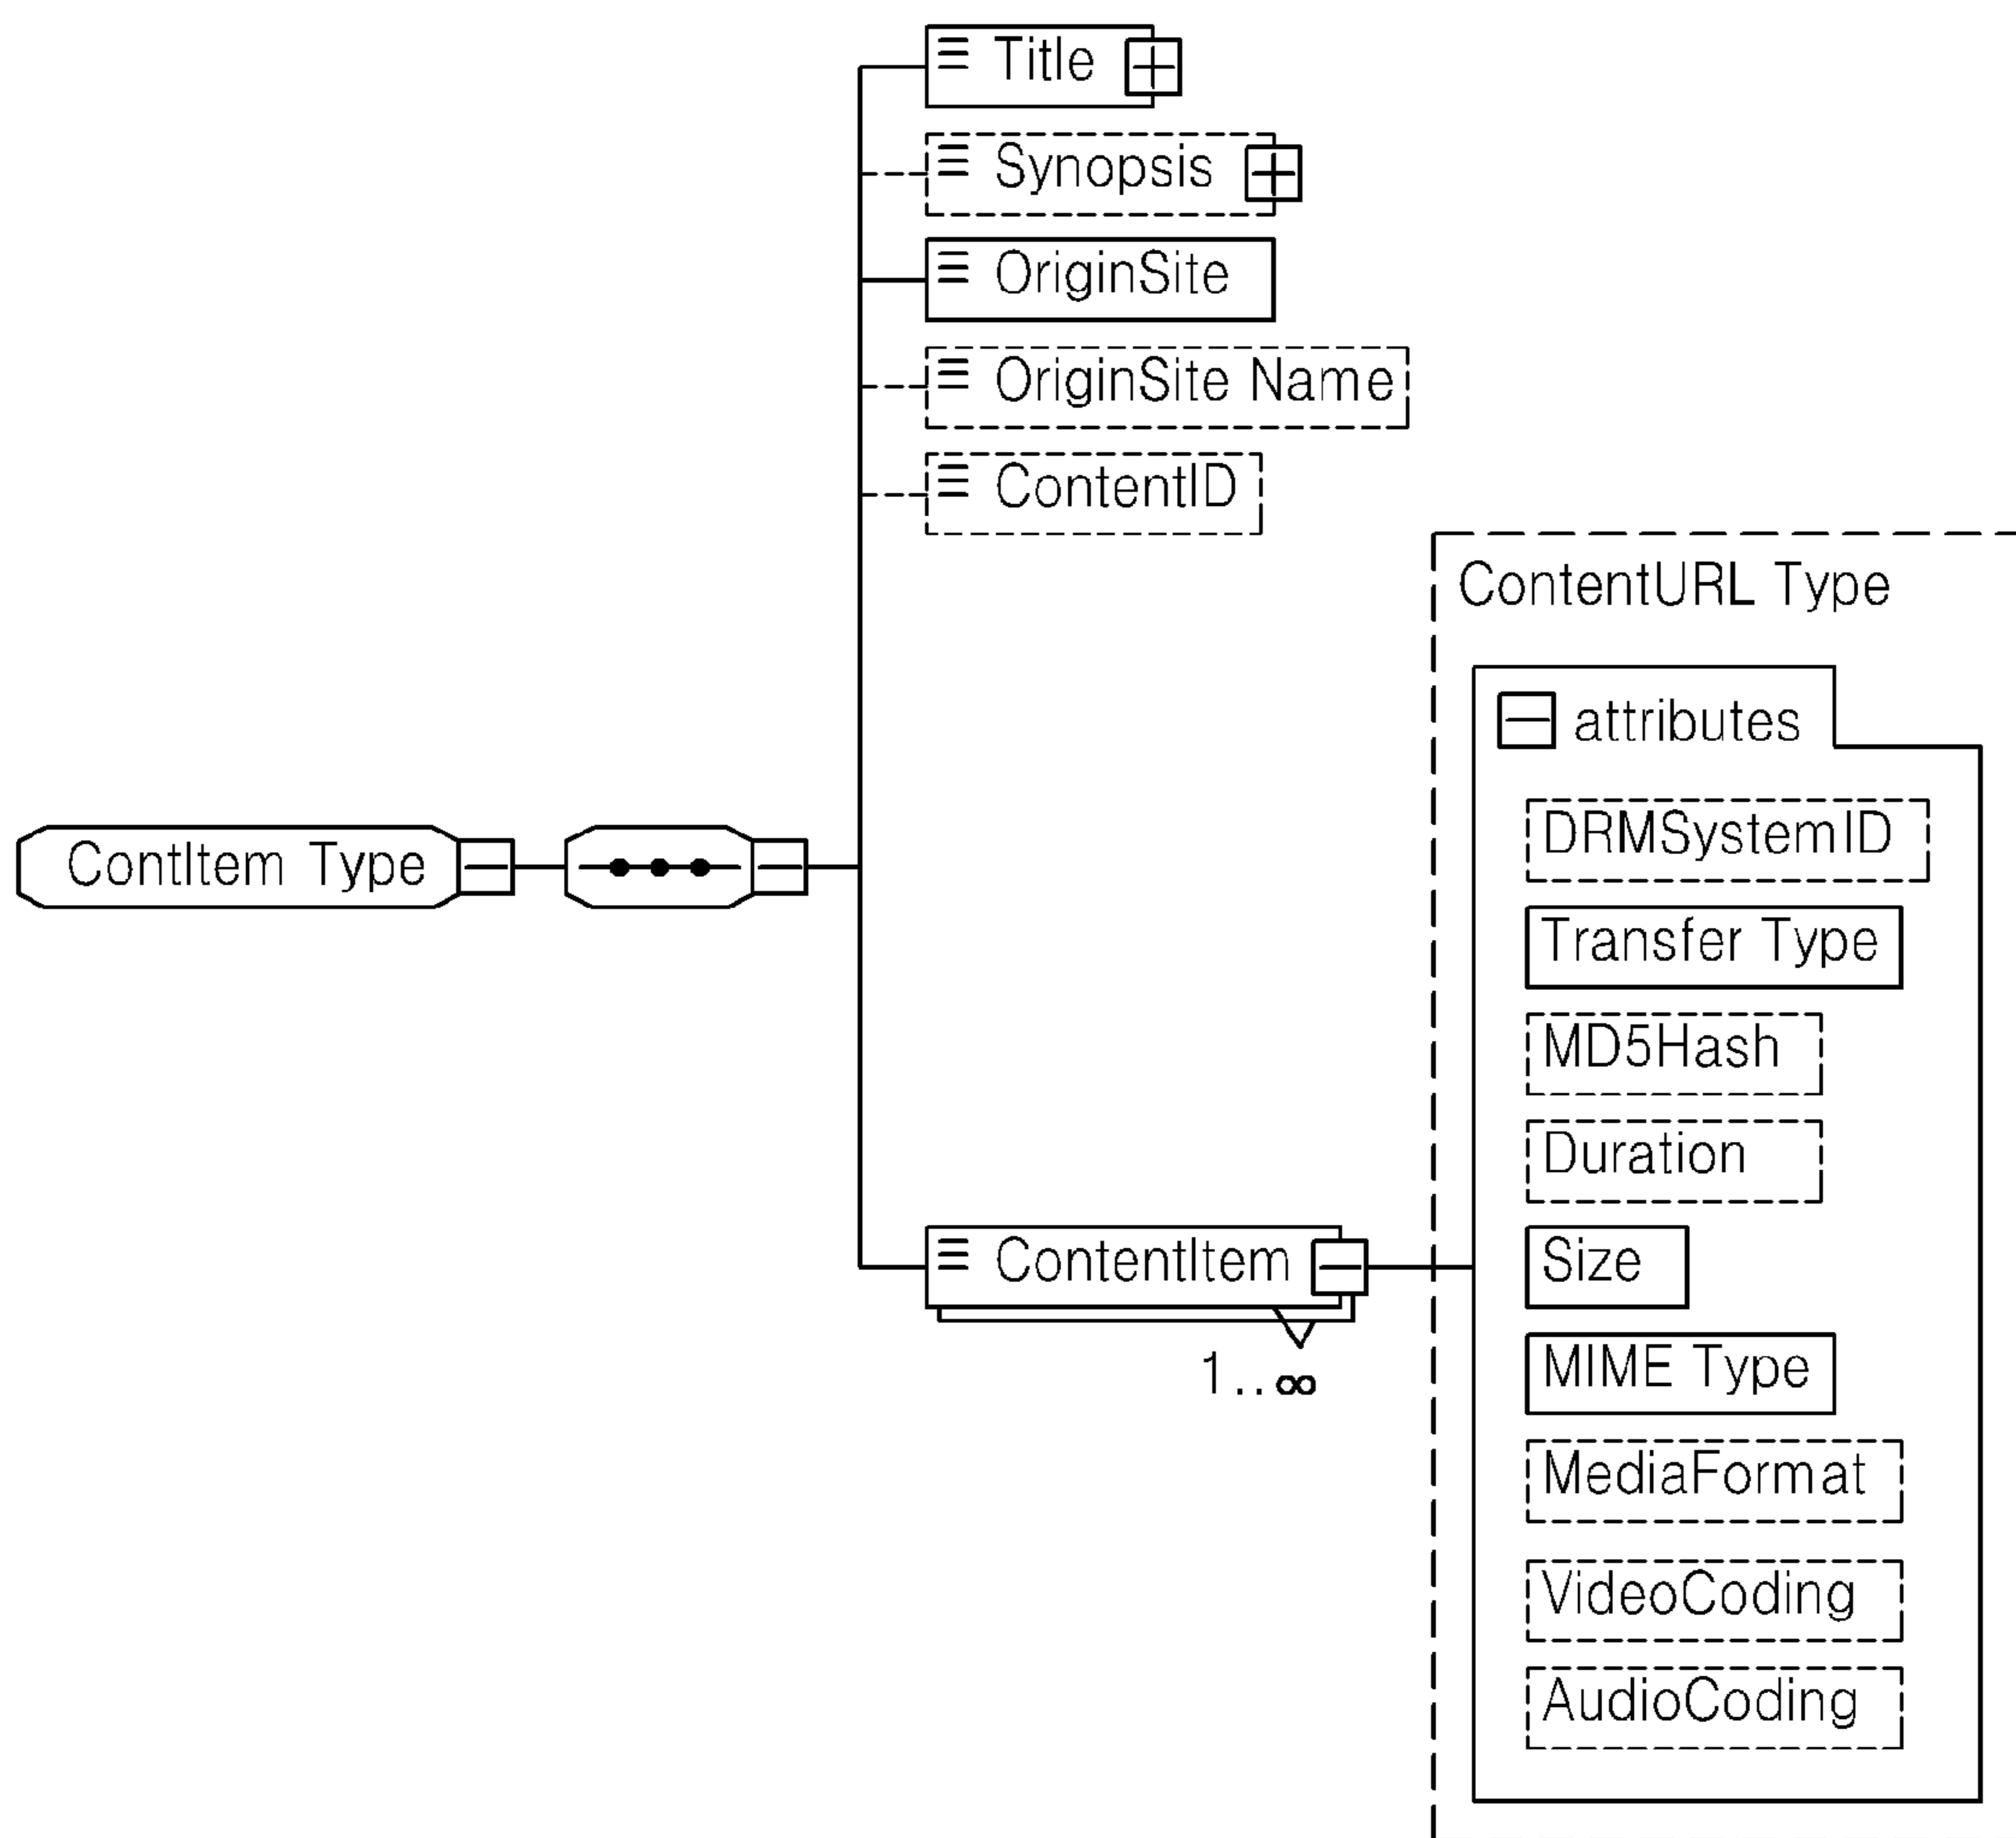 Title
Synopsis
OriginSite
OriginSite Name
ContentID
ContentURL Type
attributes
DRMSystemID
ContItem Type
Transfer Type
MD5Hash
Duration
ContentItem
Size
1..∞
MIME Type
MediaFormat
VideoCoding
AudioCoding